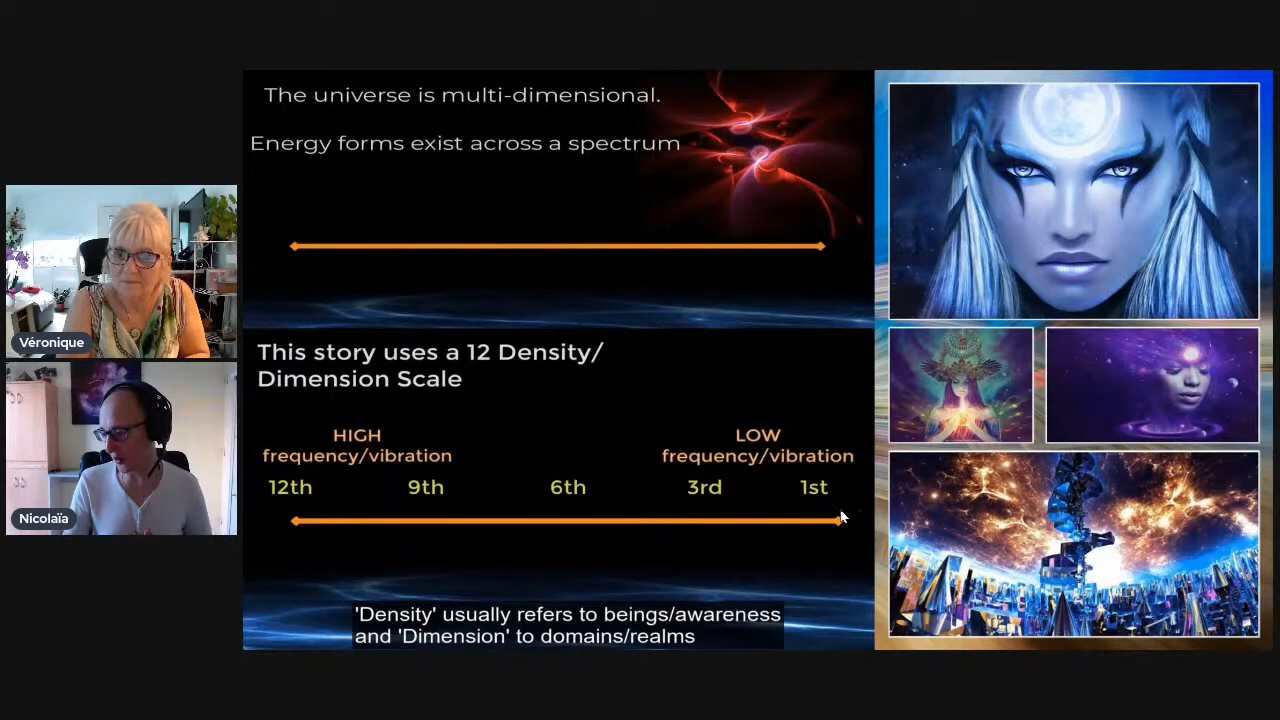 The universe is multi-dimensional.
Energy forms exist across a spectrum
Véronique
Nicolaïa
This story uses a 12 Density/
Dimension Scale
HIGH
frequency/vibration
LOW
frequency/vibration
12th 9th 6th 3rd 1st
'Density' usually refers to beings/awareness
and 'Dimension' to domains/realms